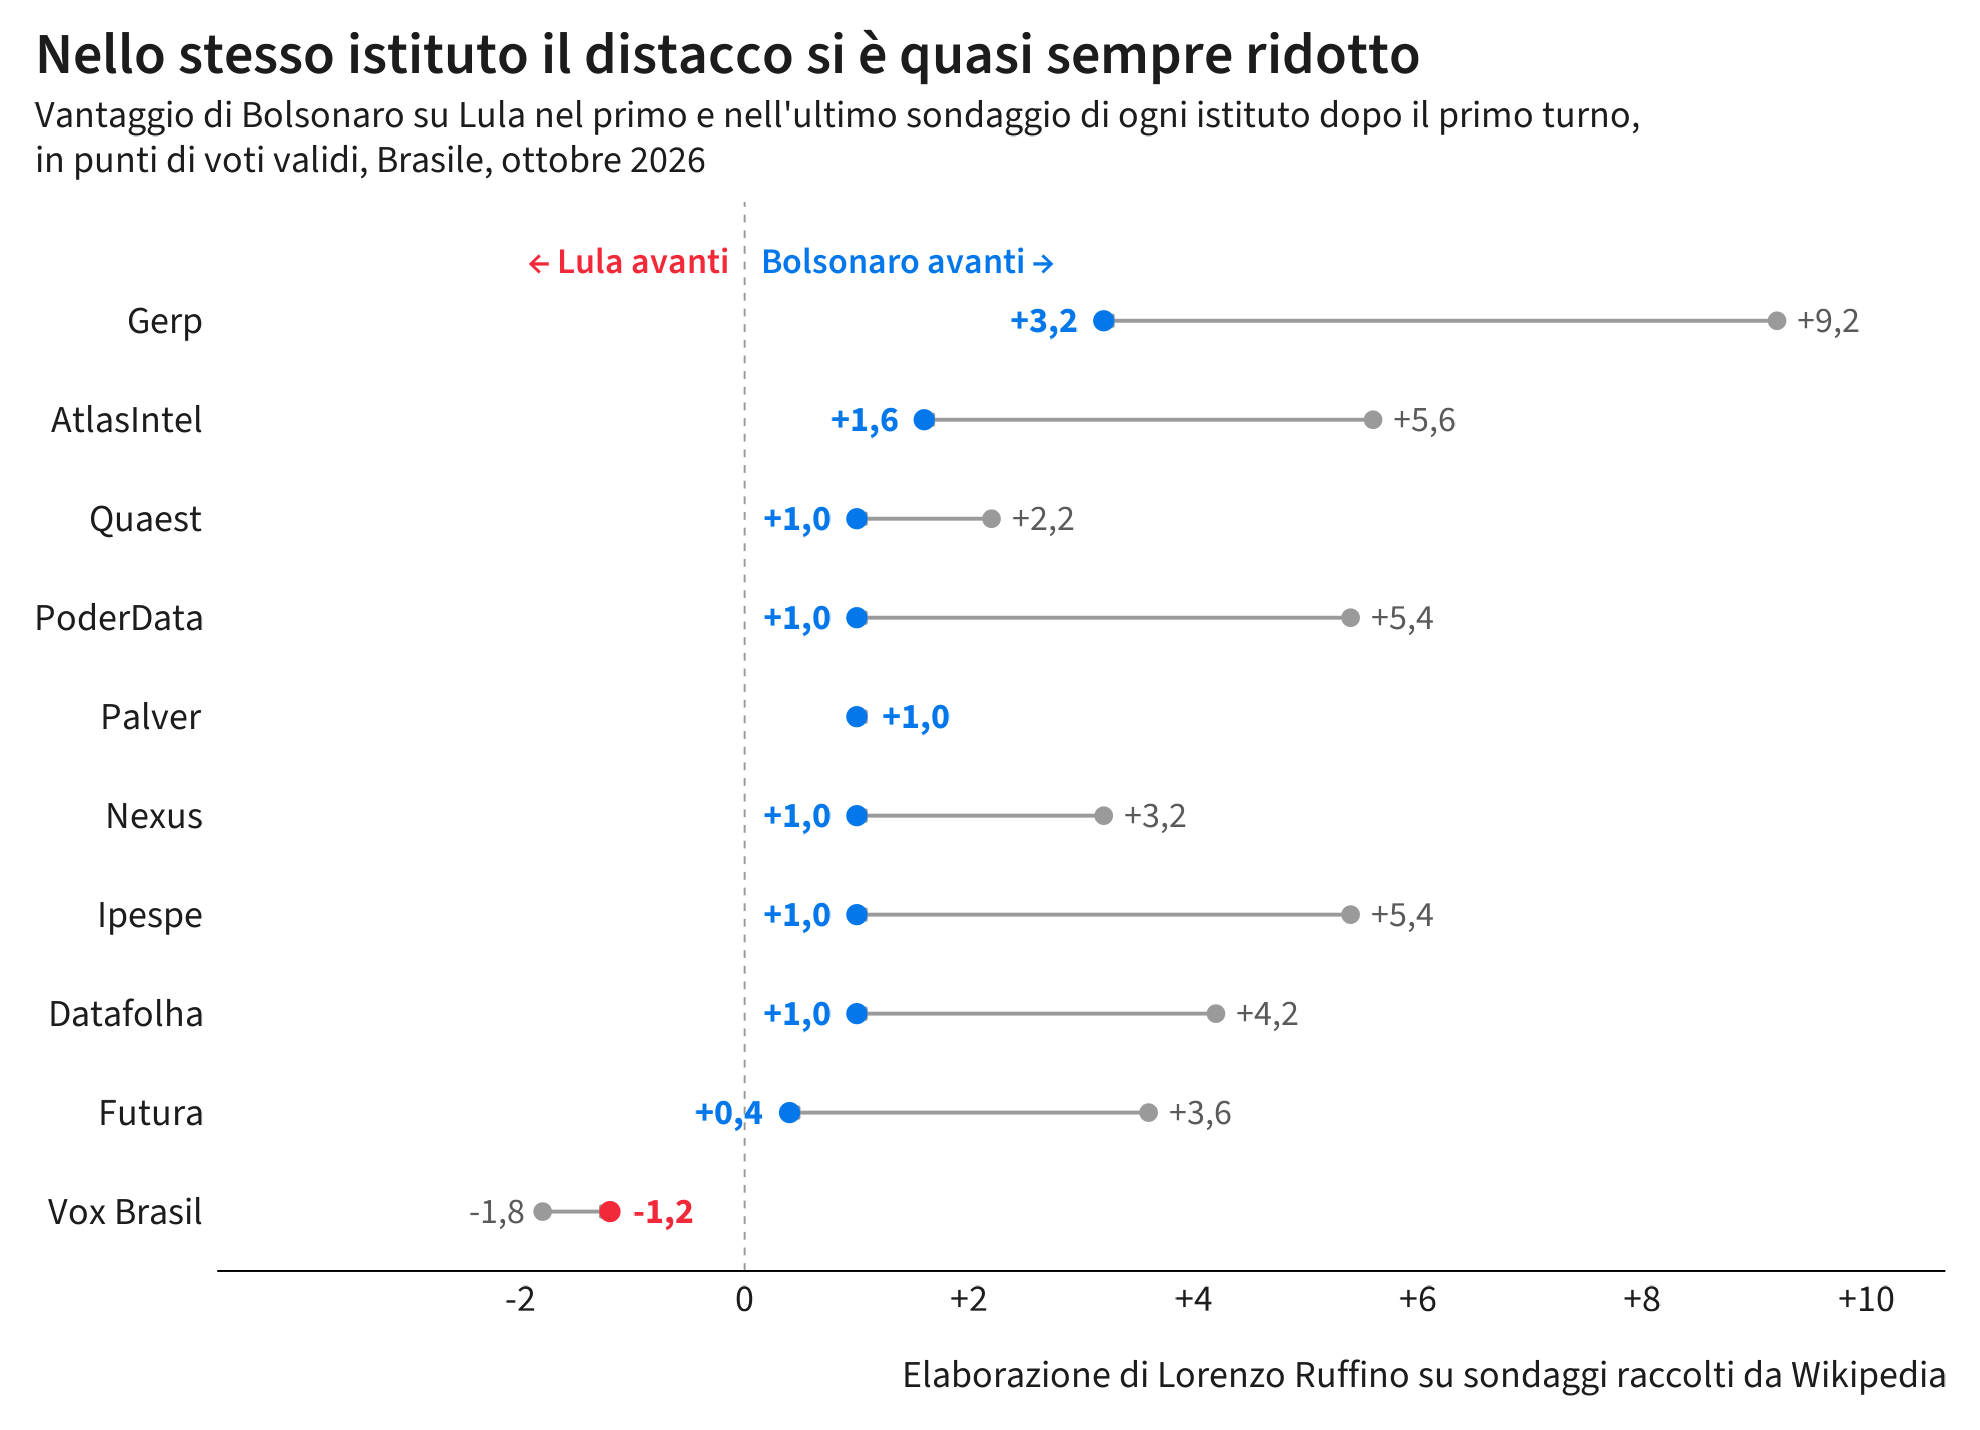 Nello stesso istituto il distacco si è quasi sempre ridotto
Vantaggio di Bolsonaro su Lula nel primo e nell'ultimo sondaggio di ogni istituto dopo il primo turno,
in punti di voti validi, Brasile, ottobre 2026
← Lula avanti Bolsonaro avanti →
Gerp +3,2 +9,2
AtlasIntel +1,6 +5,6
Quaest +1,0 +2,2
PoderData +1,0 +5,4
Palver +1,0
Nexus +1,0 +3,2
Ipespe +1,0 +5,4
Datafolha +1,0 +4,2
Futura +0,4 +3,6
Vox Brasil -1,8 -1,2
-2 0 +2 +4 +6 +8 +10
Elaborazione di Lorenzo Ruffino su sondaggi raccolti da Wikipedia